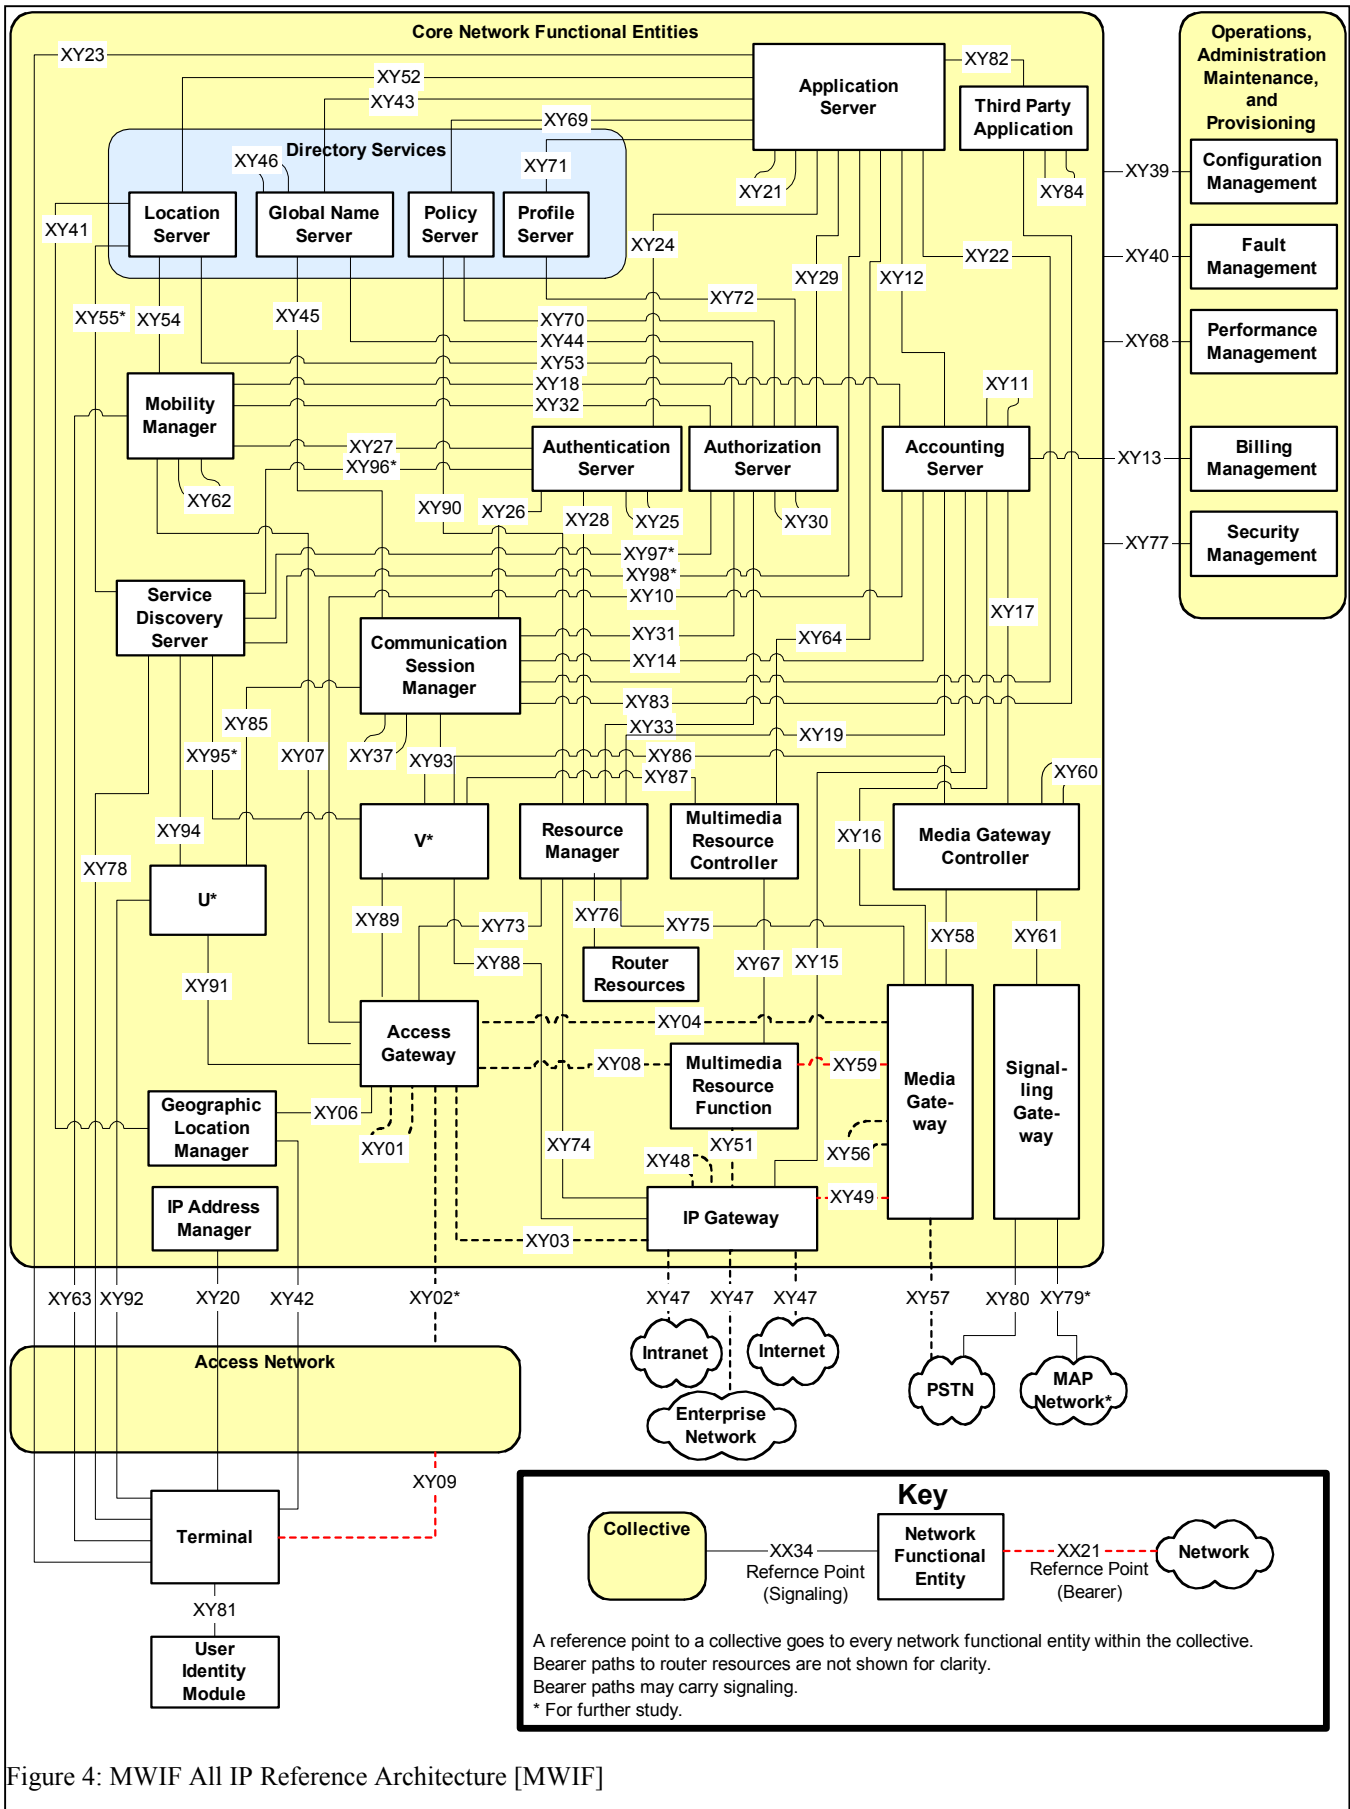 Core Network Functional Entities
Operations,
Administration
Maintenance,
and
Provisioning
XY23
XY52
XY43
XY69
XY71
XY82
Application
Server
Third Party
Application
Directory Services
XY46
XY21
XY84
XY39
Configuration
Management
Location
Server
Global Name
Server
Policy
Server
Profile
Server
XY41
XY24
XY29
XY12
XY22
XY40
Fault
Management
XY55*
XY54
XY45
XY72
XY70
XY44
XY53
XY18
XY32
XY68
Performance
Management
XY11
Mobility
Manager
XY27
XY96*
Authentication
Server
Authorization
Server
Accounting
Server
XY13
Billing
Management
XY62
XY90
XY26
XY28
XY25
XY30
XY97*
XY98*
XY10
XY77
Security
Management
Service
Discovery
Server
XY17
Communication
Session
Manager
XY31
XY14
XY64
XY83
XY85
XY33
XY19
XY95*
XY07
XY37
XY93
XY86
XY87
XY60
XY94
XY78
V*
Resource
Manager
Multimedia
Resource
Controller
XY16
Media Gateway
Controller
U*
XY89
XY73
XY76
XY75
XY58
XY61
XY88
Router
Resources
XY67
XY15
XY91
Access
Gateway
XY04
XY08
Multimedia
Resource
Function
XY59
Media
Gate-
way
Signal-
ling
Gate-
way
Geographic
Location
Manager
XY06
XY01
XY74
XY51
XY48
XY56
IP Address
Manager
IP Gateway
XY49
XY03
XY63
XY92
XY20
XY42
XY02*
XY47
XY47
XY47
XY57
XY80
XY79*
Access Network
Intranet
Internet
Enterprise
Network
PSTN
MAP
Network*
XY09
Terminal
XY81
User
Identity
Module
Key
Collective
XX34
Refernce Point
(Signaling)
Network
Functional
Entity
XX21
Refernce Point
(Bearer)
Network
A reference point to a collective goes to every network functional entity within the collective.
Bearer paths to router resources are not shown for clarity.
Bearer paths may carry signaling.
* For further study.
Figure 4: MWIF All IP Reference Architecture [MWIF]